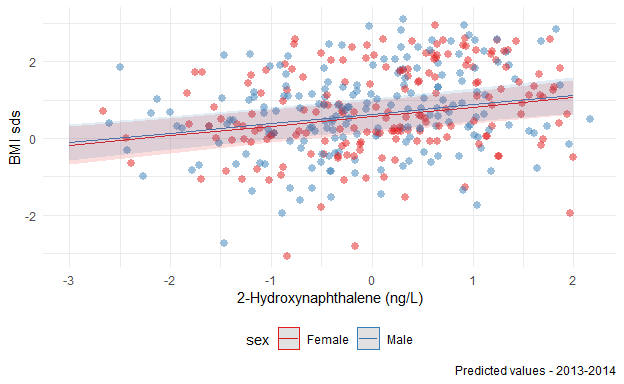 2
0
-2
BMI sds
-3
-2
-1
0
1
2
2-Hydroxynaphthalene (ng/L)
sex Female Male
Predicted values - 2013-2014